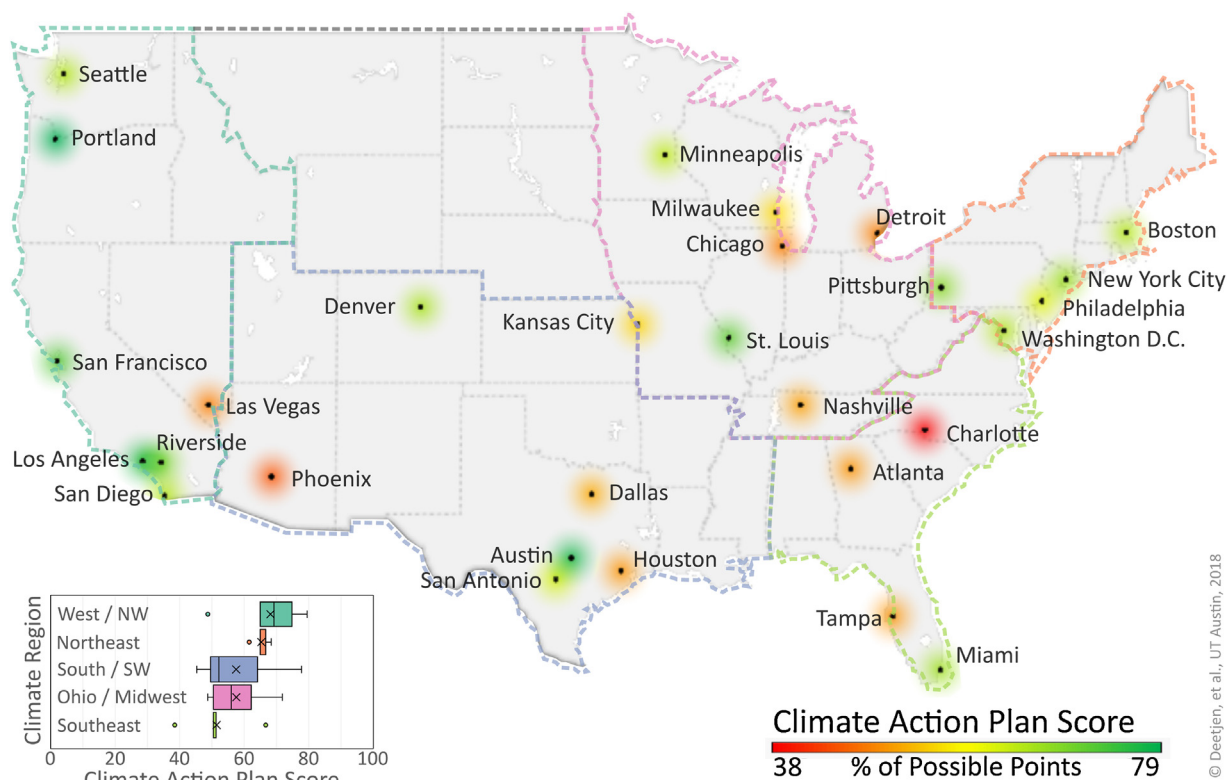 Seattle
Portland
Minneapolis
Milwaukee
Detroit
Chicago
Boston
Pittsburgh
New York City
Denver
Philadelphia
Kansas City
St. Louis
Washington D.C.
San Francisco
Las Vegas
Nashville
Riverside
Charlotte
Los Angeles
Phoenix
Atlanta
San Diego
Dallas
Austin
Houston
San Antonio
Tampa
Miami
Climate Region
West / NW
Northeast
South / SW
Ohio / Midwest
Southeast
0 20 40 60 80 100
Climate Action Plan Score
Climate Action Plan Score
38 % of Possible Points 79
© Deetjen, et al., UT Austin, 2018